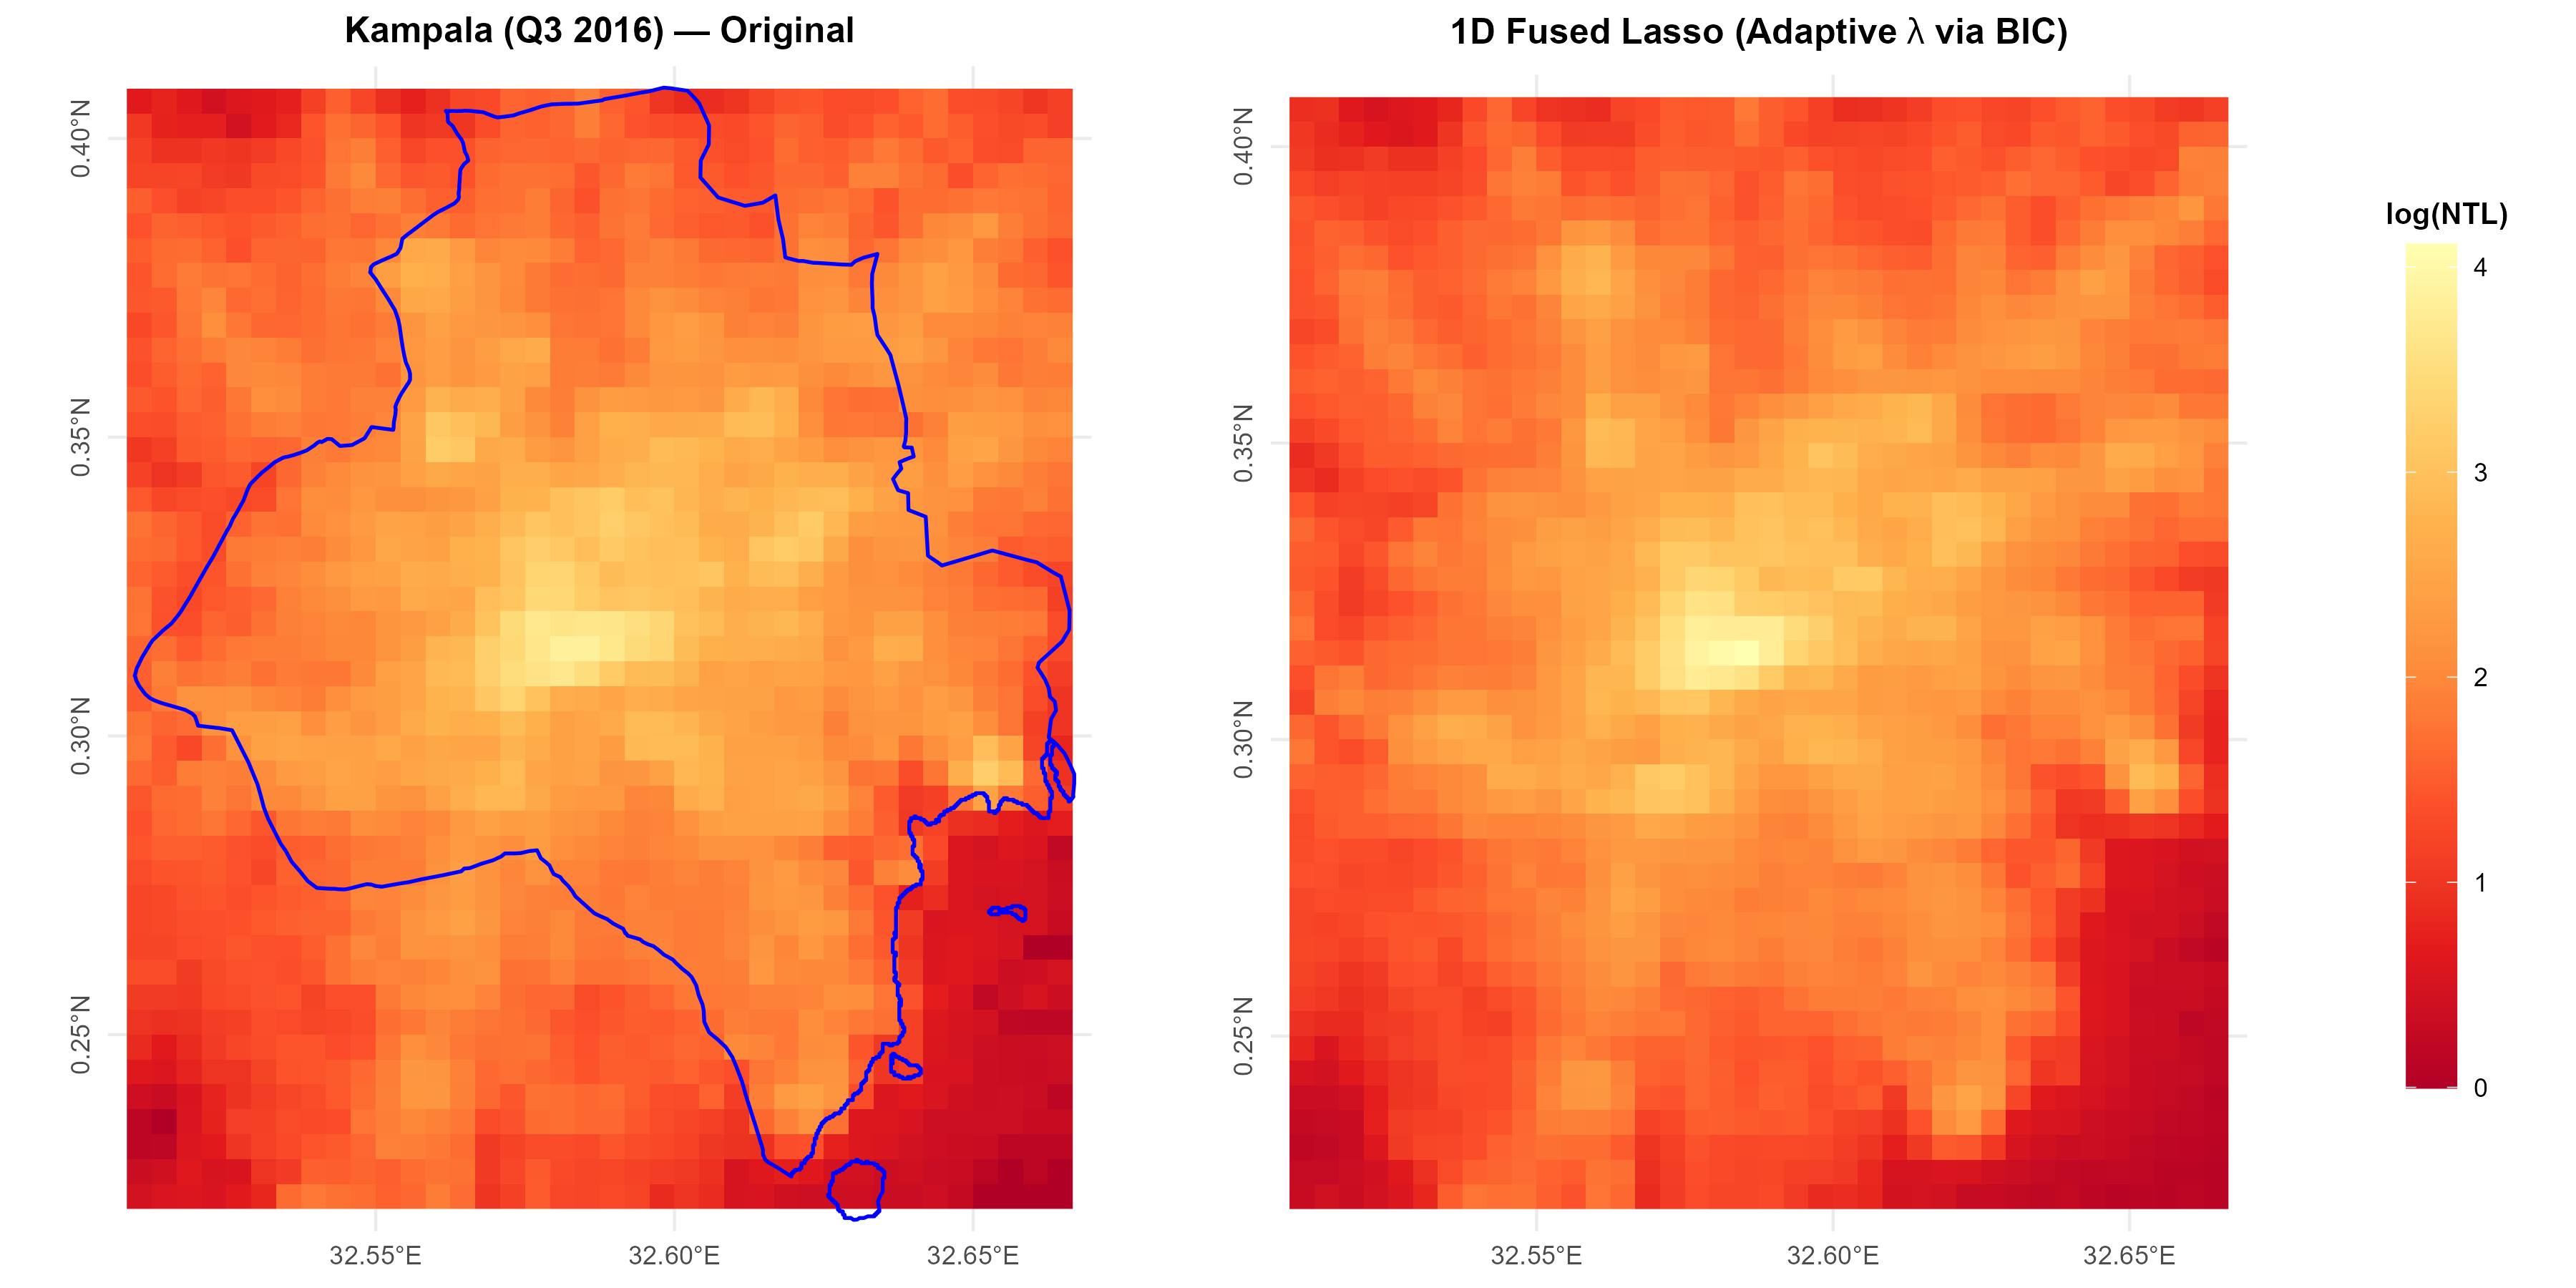 Kampala (Q3 2016) — Original
0.40°N
0.35°N
0.30°N
0.25°N
32.55°E
32.60°E
32.65°E
1D Fused Lasso (Adaptive λ via BIC)
0.40°N
0.35°N
0.30°N
0.25°N
32.55°E
32.60°E
32.65°E
log(NTL)
4
3
2
1
0